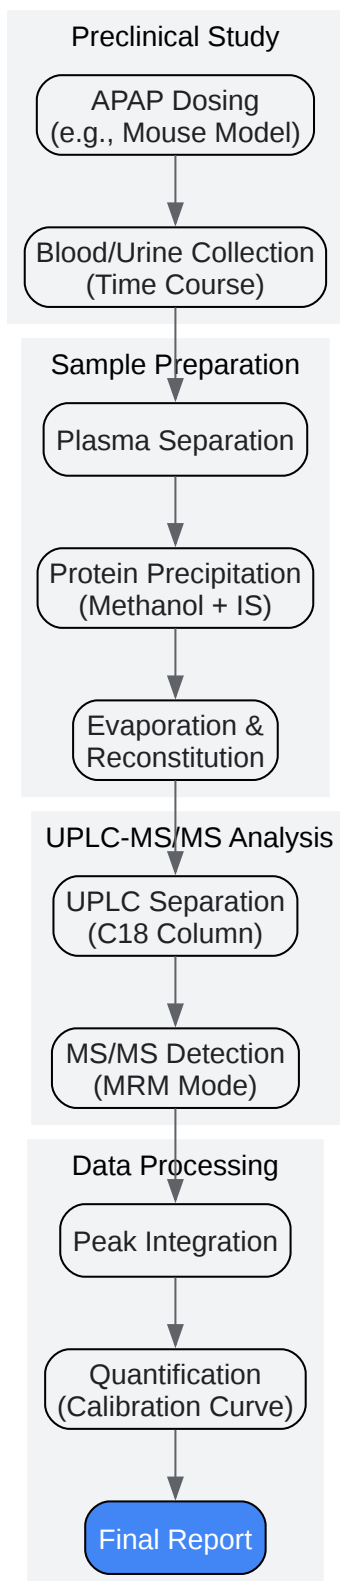 Preclinical Study
APAP Dosing
(e.g., Mouse Model)
Blood/Urine Collection
(Time Course)
Sample Preparation
Plasma Separation
Protein Precipitation
(Methanol + IS)
Evaporation &
Reconstitution
UPLC-MS/MS Analysis
UPLC Separation
(C18 Column)
MS/MS Detection
(MRM Mode)
Data Processing
Peak Integration
Quantification
(Calibration Curve)
Final Report